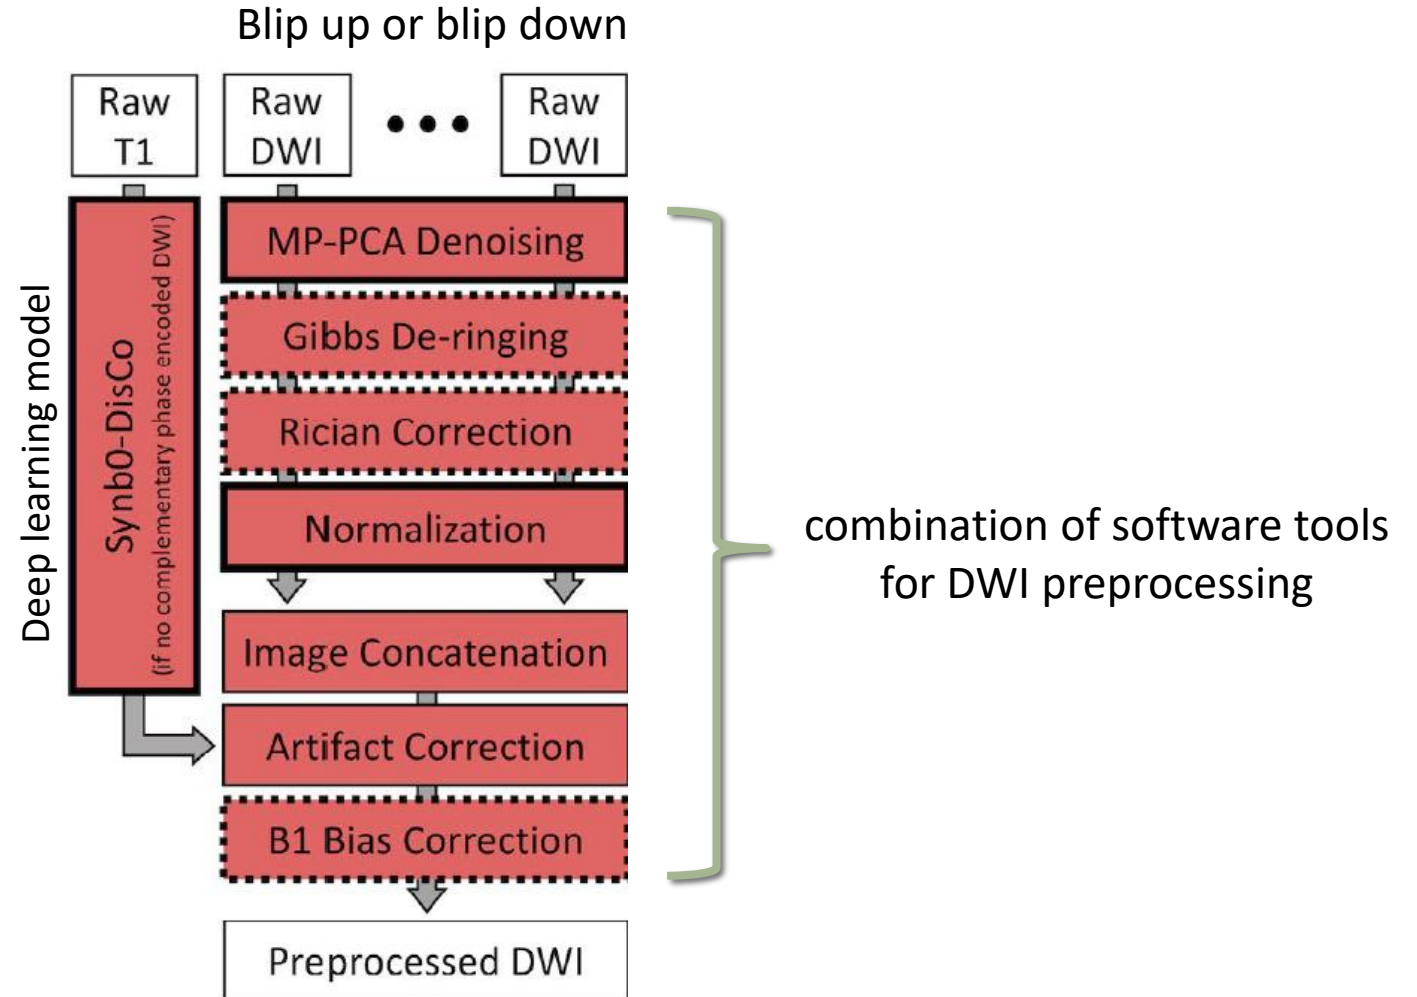 Blip up or blip down
Raw
T1
Raw
DWI
Raw
DWI
Deep learning model
Synb0-DisCo
(if no complementary phase encoded DWI)
MP-PCA Denoising
Gibbs De-ringing
Rician Correction
Normalization
Image Concatenation
Artifact Correction
B1 Bias Correction
Preprocessed DWI
combination of software tools
for DWI preprocessing